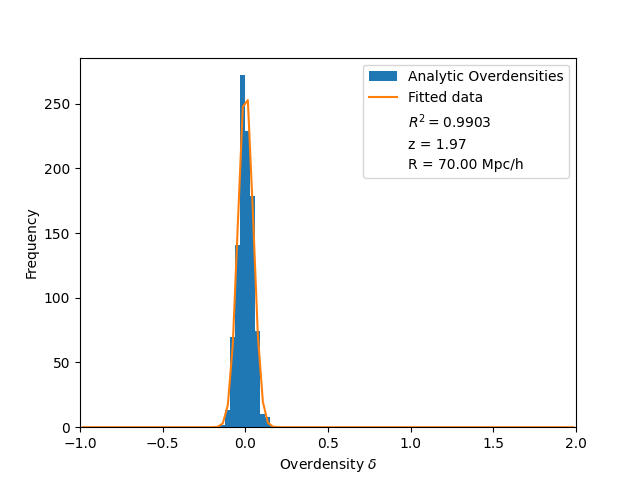 Analytic Overdensities
Fitted data
R² = 0.9903
z = 1.97
R = 70.00 Mpc/h
250
200
150
100
50
0
Frequency
−1.0 −0.5 0.0 0.5 1.0 1.5 2.0
Overdensity δ